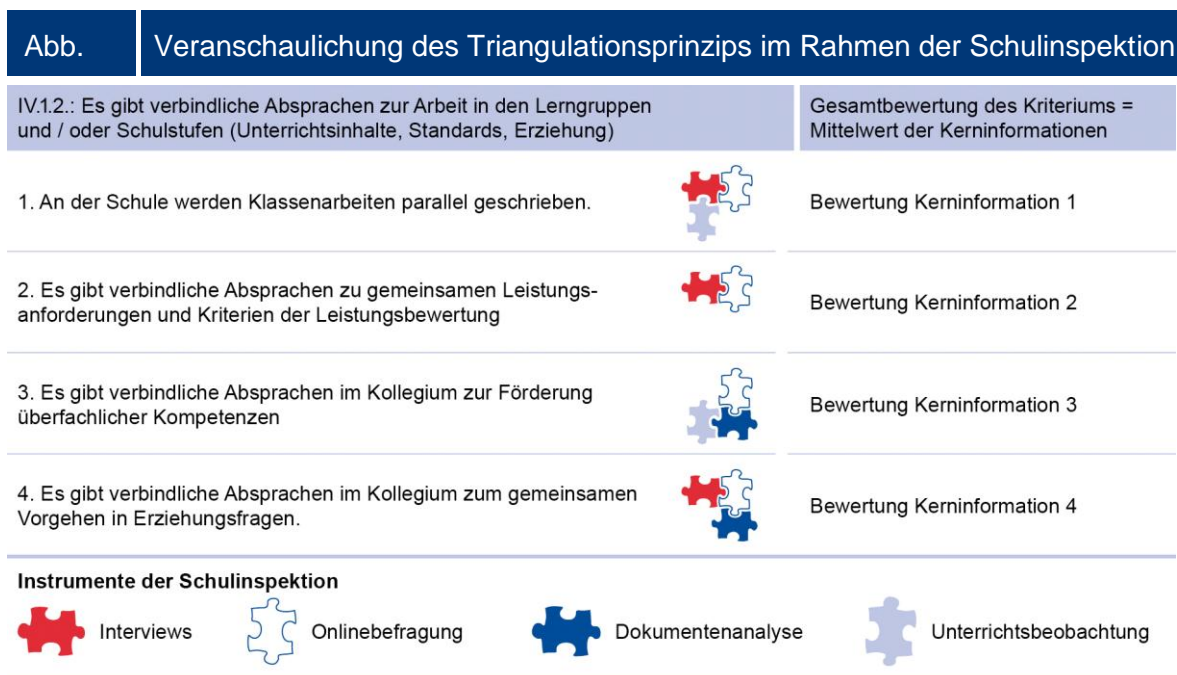 Abb. Veranschaulichung des Triangulationsprinzips im Rahmen der Schulinspektion
IV.1.2.: Es gibt verbindliche Absprachen zur Arbeit in den Lerngruppen
und / oder Schulstufen (Unterrichtsinhalte, Standards, Erziehung)
Gesamtbewertung des Kriteriums =
Mittelwert der Kerninformationen
1. An der Schule werden Klassenarbeiten parallel geschrieben.
Bewertung Kerninformation 1
2. Es gibt verbindliche Absprachen zu gemeinsamen Leistungs-
anforderungen und Kriterien der Leistungsbewertung
Bewertung Kerninformation 2
3. Es gibt verbindliche Absprachen im Kollegium zur Förderung
überfachlicher Kompetenzen
Bewertung Kerninformation 3
4. Es gibt verbindliche Absprachen im Kollegium zum gemeinsamen
Vorgehen in Erziehungsfragen.
Bewertung Kerninformation 4
Instrumente der Schulinspektion
Interviews Onlinebefragung Dokumentenanalyse Unterrichtsbeobachtung